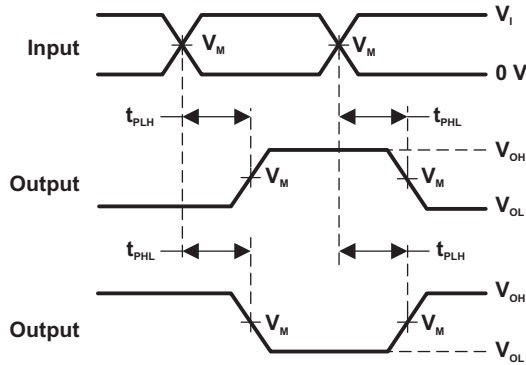 V_I
Input
V_M
V_M
0 V
t_PLH
t_PHL
V_OH
Output
V_M
V_M
V_OL
t_PHL
t_PLH
V_OH
Output
V_M
V_M
V_OL